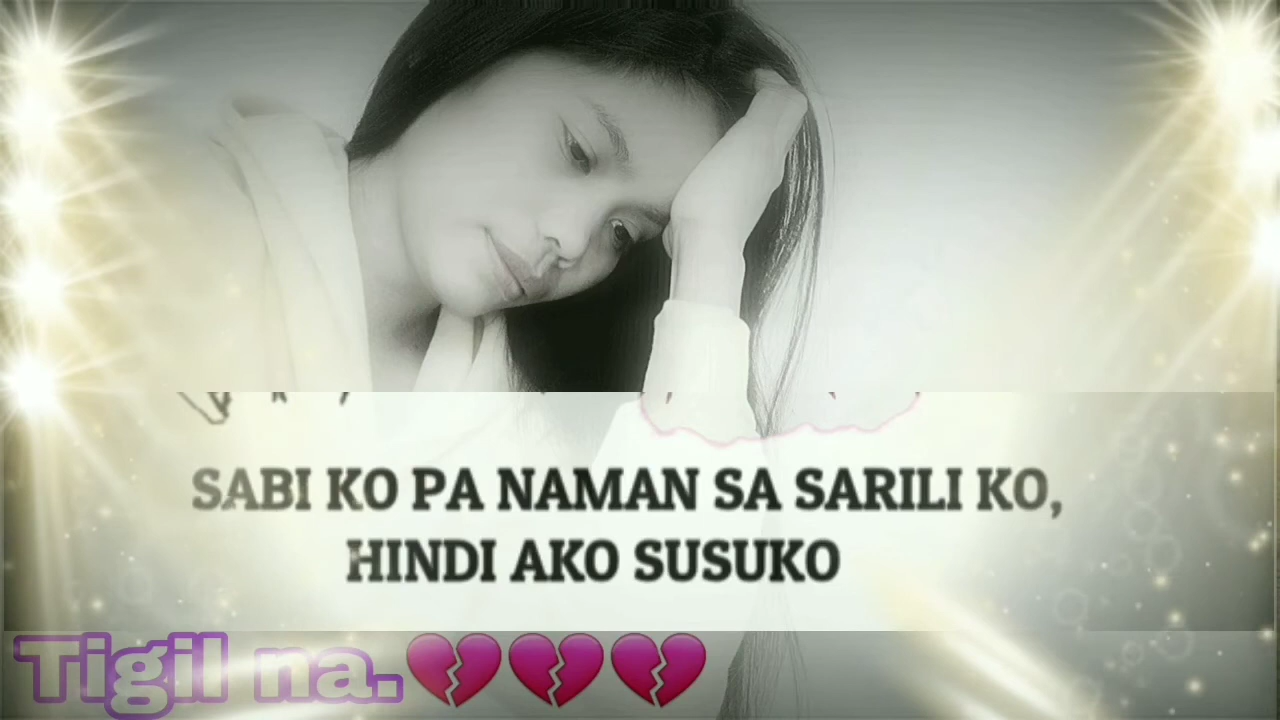 SABI KO PA NAMAN SA SARILI KO,
HINDI AKO SUSUKO
Tigil na.💔💔💔